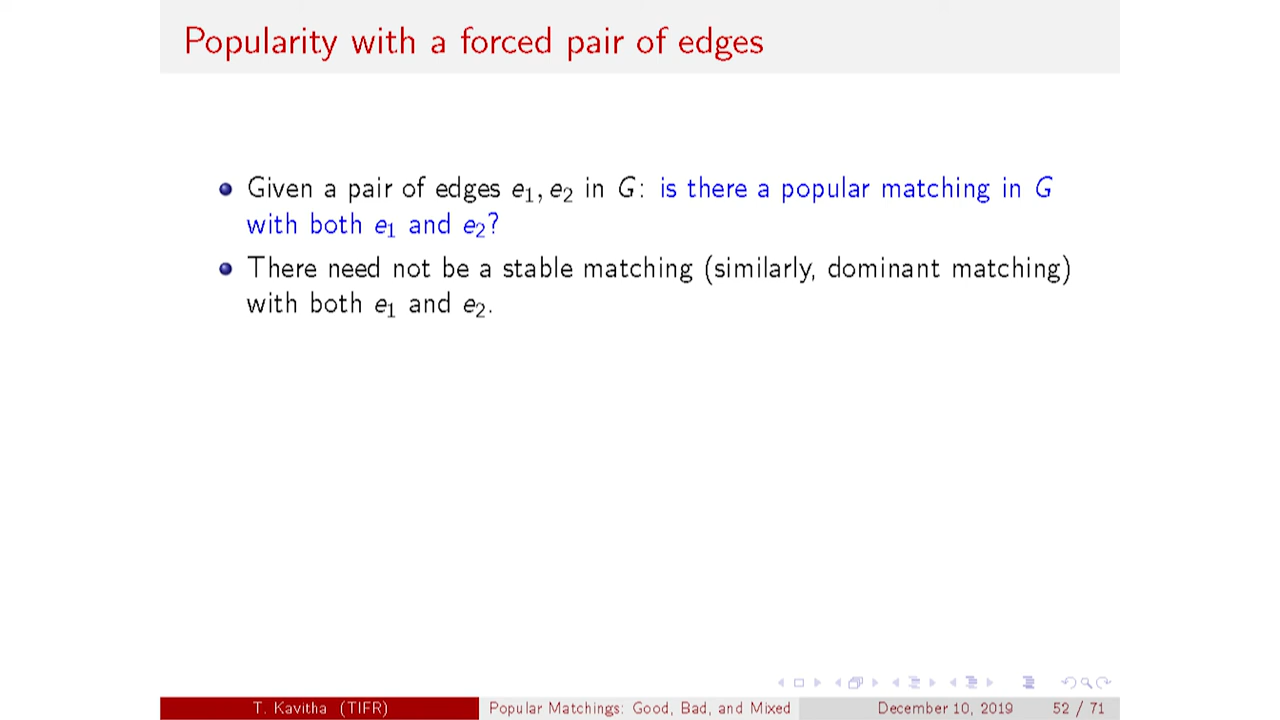 Popularity with a forced pair of edges
Given a pair of edges e₁, e₂ in G: is there a popular matching in G
with both e₁ and e₂?
There need not be a stable matching (similarly, dominant matching)
with both e₁ and e₂.
T. Kavitha (TIFR) Popular Matchings: Good, Bad, and Mixed December 10, 2019 52 / 71